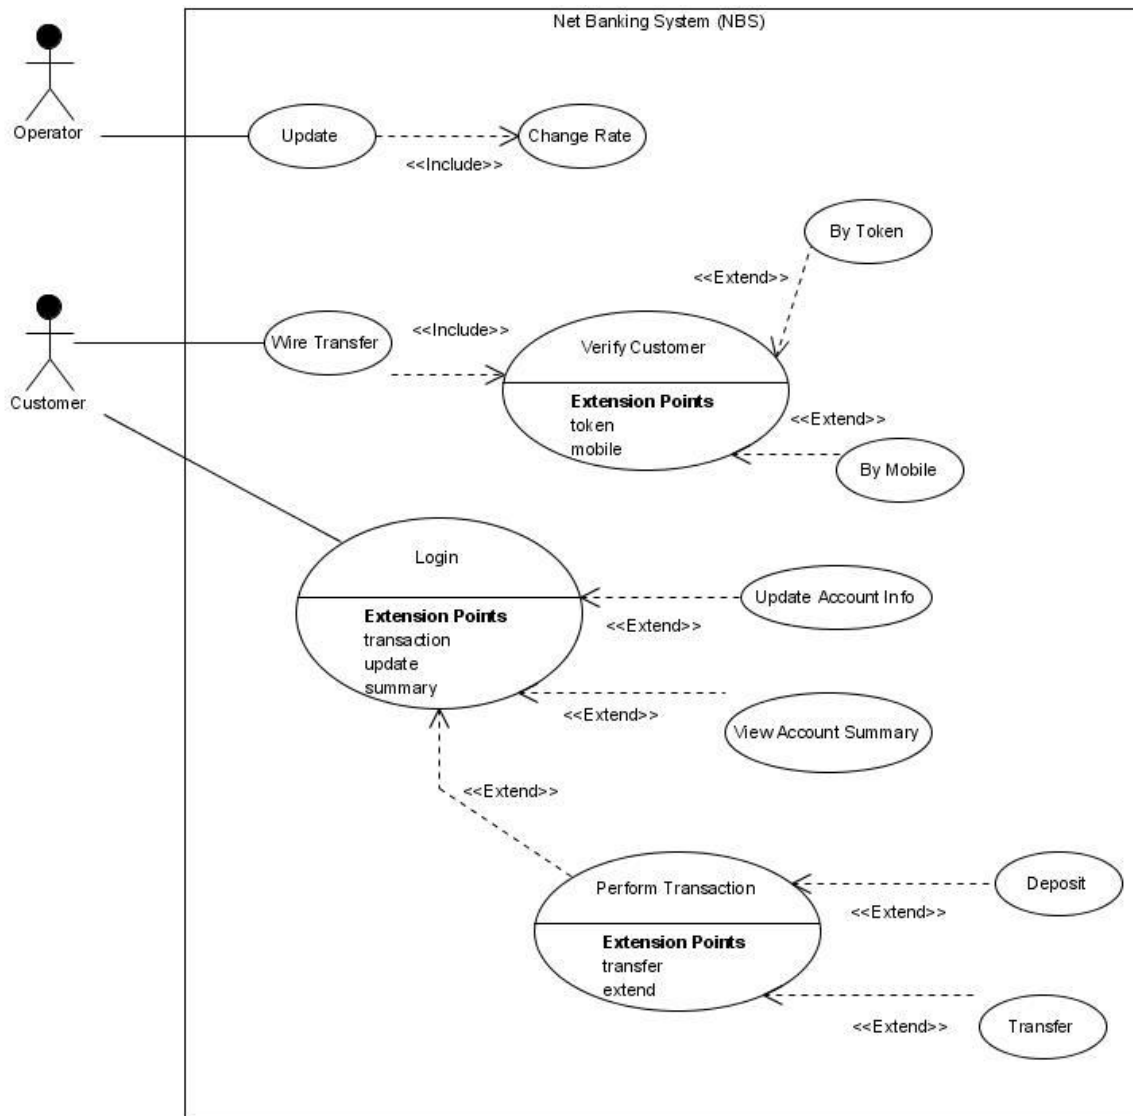 Net Banking System (NBS)
Operator
Update
Change Rate
<<Include>>
By Token
<<Extend>>
<<Include>>
Wire Transfer
Verify Customer
Customer
Extension Points
token
mobile
<<Extend>>
By Mobile
Login
Update Account Info
Extension Points
transaction
update
summary
<<Extend>>
<<Extend>>
View Account Summary
<<Extend>>
Perform Transaction
Deposit
<<Extend>>
Extension Points
transfer
extend
<<Extend>>
Transfer